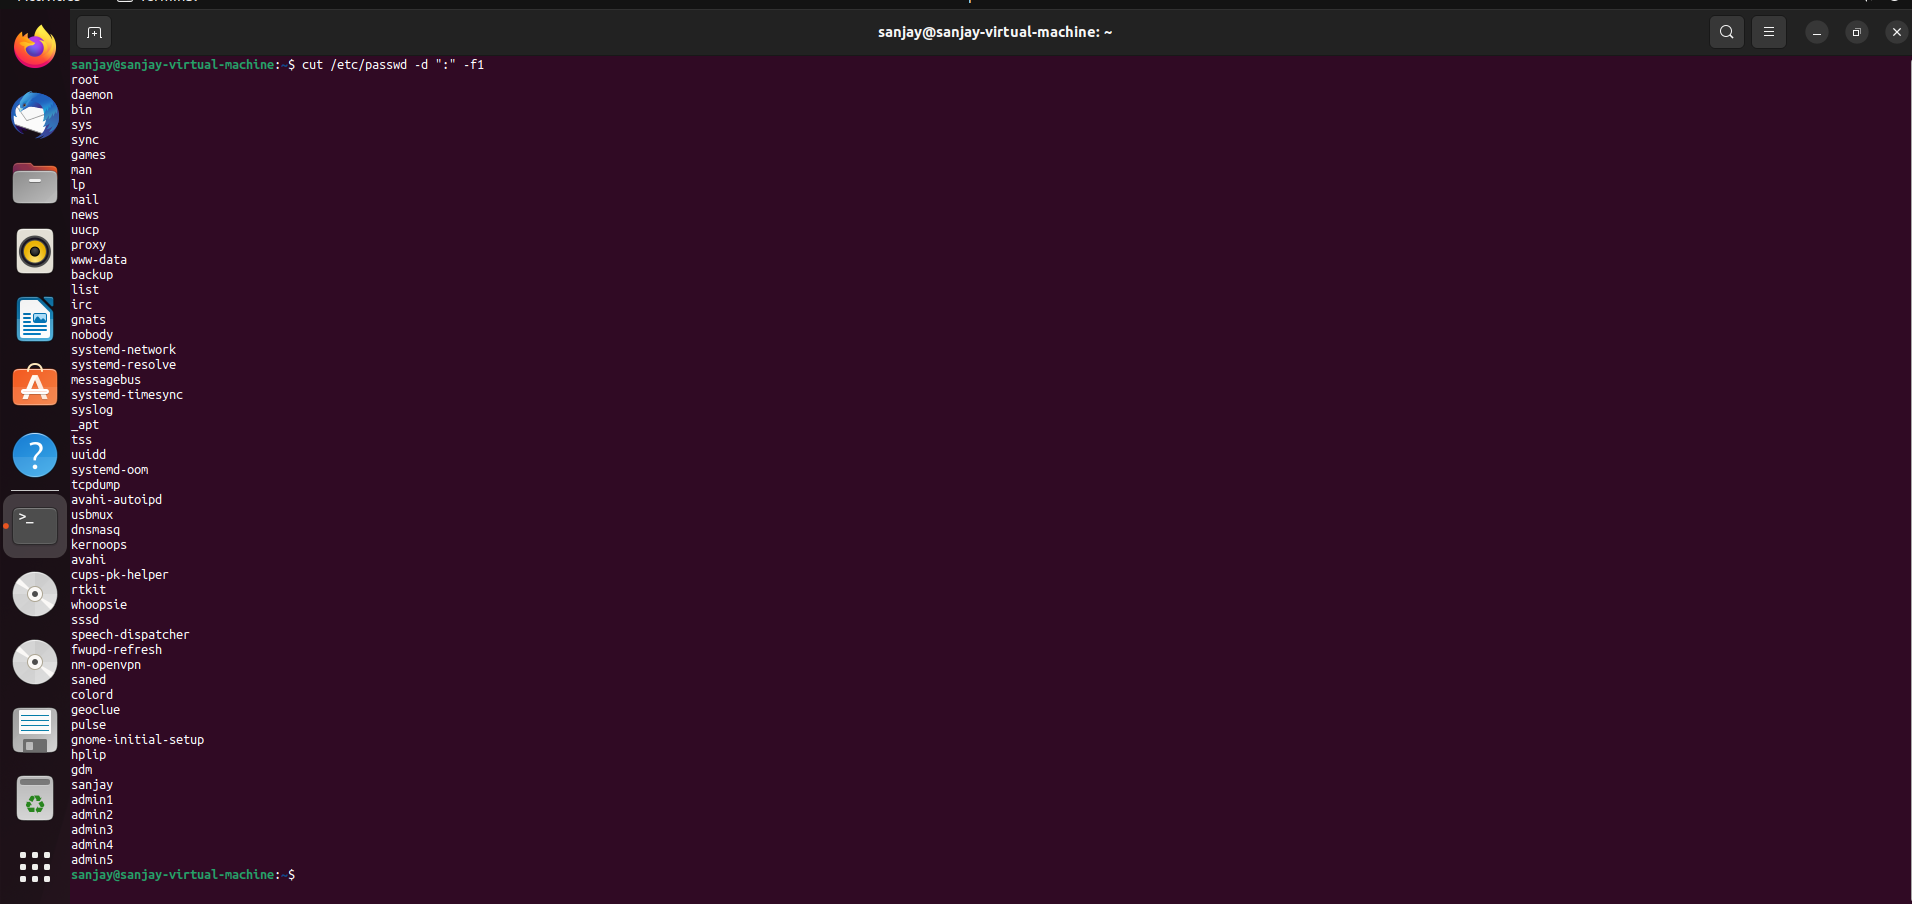 sanjay@sanjay-virtual-machine: ~
sanjay@sanjay-virtual-machine:~$ cut /etc/passwd -d ":" -f1
root
daemon
bin
sys
sync
games
man
lp
mail
news
uucp
proxy
www-data
backup
list
irc
gnats
nobody
systemd-network
systemd-resolve
messagebus
systemd-timesync
syslog
_apt
tss
uuidd
systemd-oom
tcpdump
avahi-autoipd
usbmux
dnsmasq
kernoops
avahi
cups-pk-helper
rtkit
whoopsie
sssd
speech-dispatcher
fwupd-refresh
nm-openvpn
saned
colord
geoclue
pulse
gnome-initial-setup
hplip
gdm
sanjay
admin1
admin2
admin3
admin4
admin5
sanjay@sanjay-virtual-machine:~$